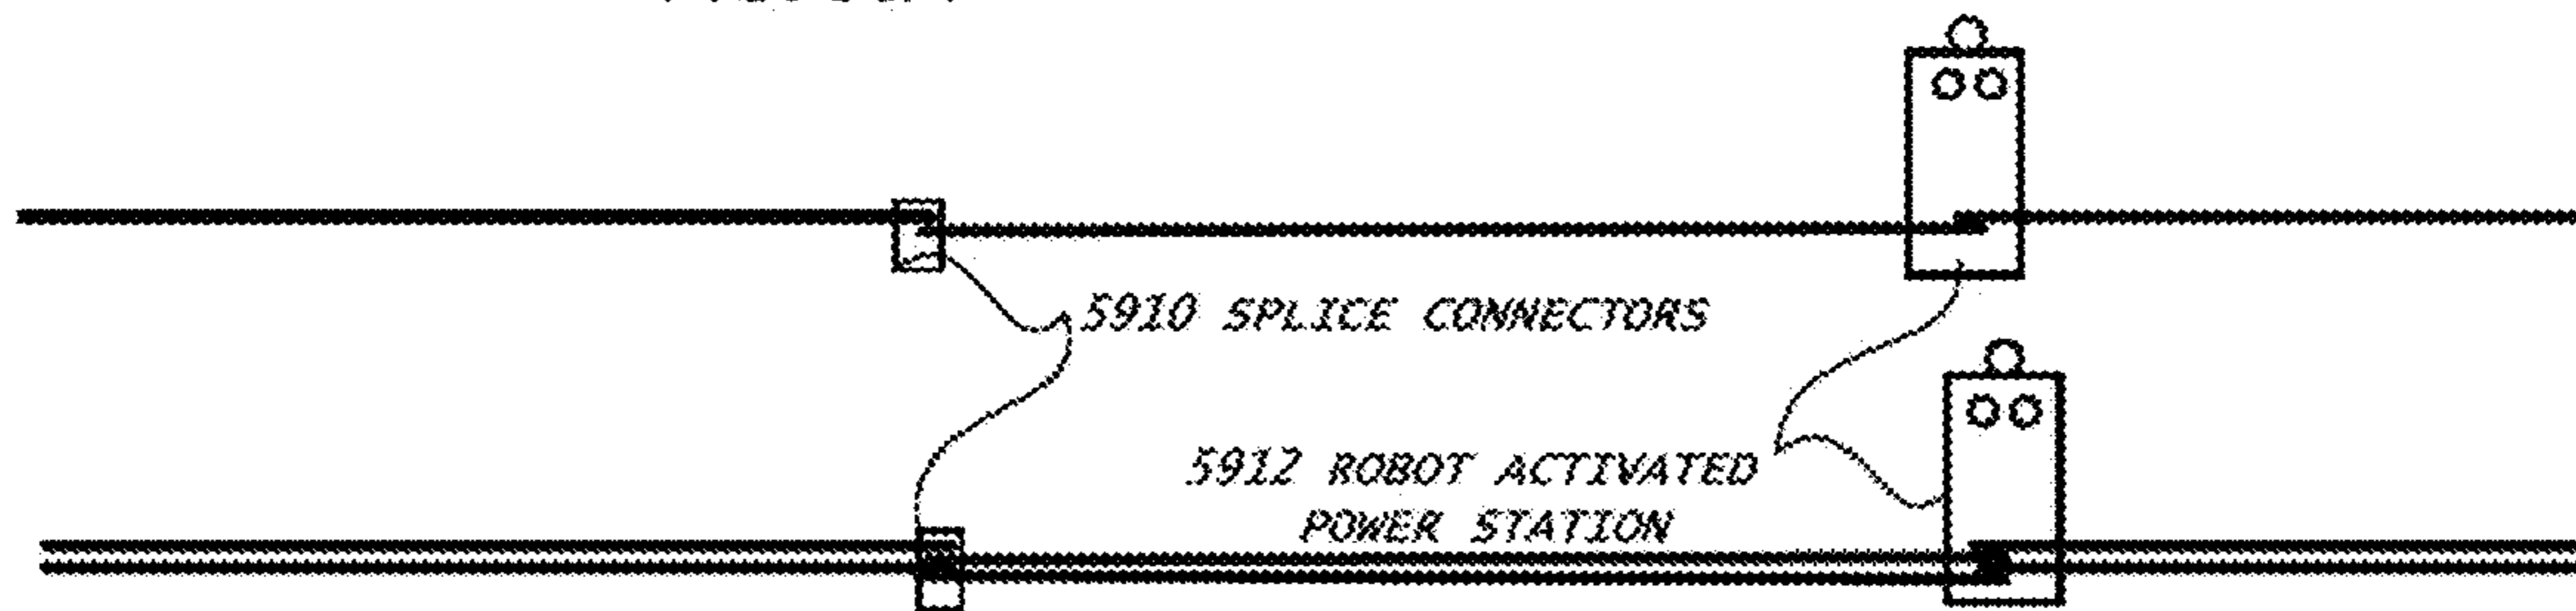 5910 SPLICE CONNECTORS
5912 ROBOT ACTIVATED
POWER STATION